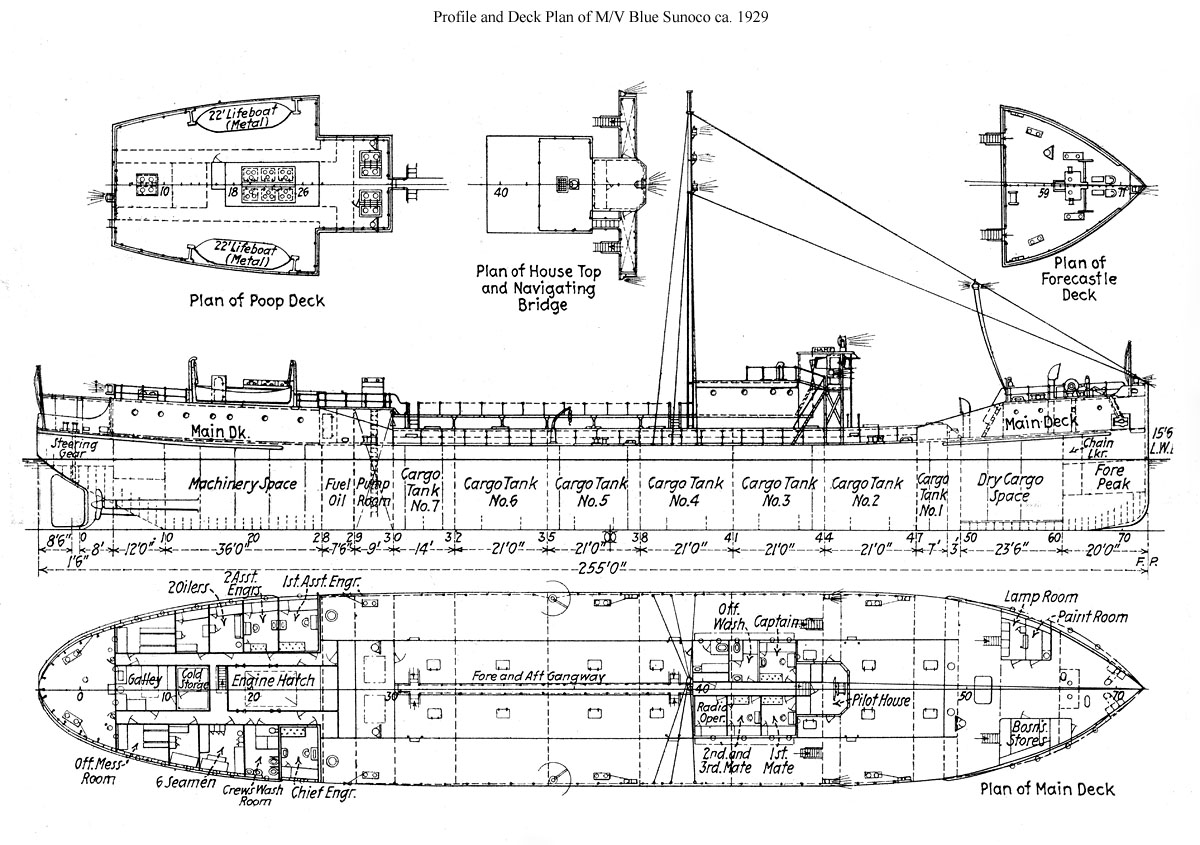 Profile and Deck Plan of M/V Blue Sunoco ca. 1929
22' Lifeboat
(Metal)
10
18
26
22' Lifeboat
(Metal)
Plan of Poop Deck
40
Plan of House Top
and Navigating
Bridge
59
71
Plan of
Forecastle
Deck
Main Dk.
Steering
Gear
Machinery Space
Fuel
Oil
Pump
Room
Cargo
Tank
No.7
Cargo Tank
No.6
Cargo Tank
No.5
Cargo Tank
No.4
Cargo Tank
No.3
Cargo Tank
No.2
Cargo
Tank
No.1
Dry Cargo
Space
Main Deck
Chain
Lkr.
Fore
Peak
15'6
L.W.L
0 10 20 28 29 30 32 35 38 41 44 47 50 60 70
8'6" 8' 12'0" 36'0" 7'6" 9' 14' 21'0" 21'0" 21'0" 21'0" 21'0" 7' 3' 23'6" 20'0"
1'6"
F.P.
255'0"
2 Oilers
2 Asst.
Engrs.
1st. Asst. Engr.
Off.
Wash.
Captain
Lamp Room
Paint Room
Galley
Cold
Storge
Engine Hatch
Fore and Aft Gangway
0
10
20
30
40
50
70
Radio
Oper.
Pilot House
Off. Mess
Room
6 Seamen
Crew's Wash
Room
Chief Engr.
2nd. and
3rd. Mate
1st.
Mate
Bosn's
Stores
Plan of Main Deck